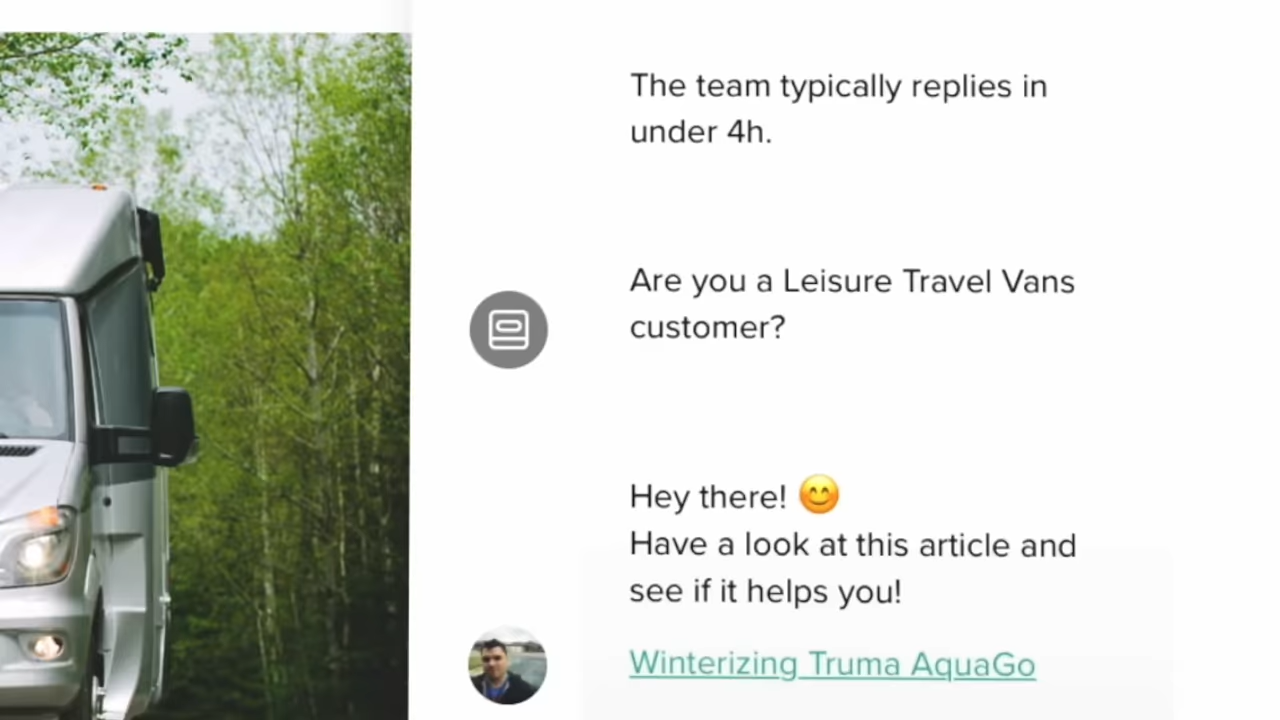 The team typically replies in
under 4h.
Are you a Leisure Travel Vans
customer?
Hey there! 😊
Have a look at this article and
see if it helps you!
Winterizing Truma AquaGo